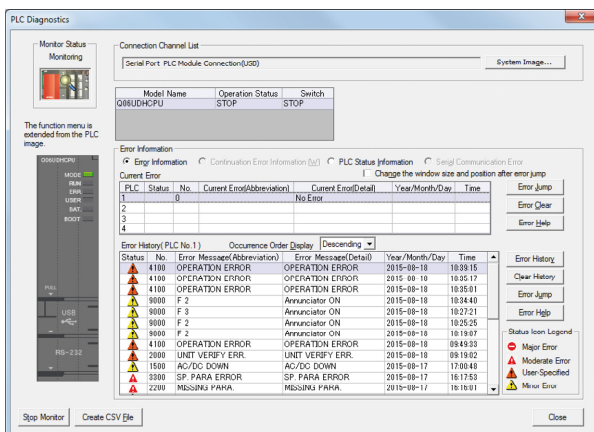 PLC Diagnostics
Monitor Status
Monitoring
Connection Channel List
Serial Port PLC Module Connection(USB)
System Image...
Model Name Operation Status Switch
Q06UDHCPU STOP STOP
The function menu is
extended from the PLC
image.
Q06UDHCPU
MODE
RUN
ERR.
USER
BAT.
BOOT
PULL
USB
RS-232
Error Information
Error Information Continuation Error Information (W) PLC Status Information Serial Communication Error
Current Error Change the window size and position after error jump
PLC Status No. Current Error(Abbreviation) Current Error(Detail) Year/Month/Day Time
1 0 No Error
2
3
4
Error Jump
Error Clear
Error Help
Error History( PLC No.1 ) Occurrence Order Display Descending
Status No. Error Message(Abbreviation) Error Message(Detail) Year/Month/Day Time
4100 OPERATION ERROR OPERATION ERROR 2015-08-18 10:39:15
4100 OPERATION ERROR OPERATION ERROR 2015-08-18 10:35:17
4100 OPERATION ERROR OPERATION ERROR 2015-08-18 10:35:01
9000 F 2 Annunciator ON 2015-08-18 10:34:40
9000 F 3 Annunciator ON 2015-08-18 10:27:21
9000 F 2 Annunciator ON 2015-08-18 10:25:25
9000 F 2 Annunciator ON 2015-08-18 10:19:07
4100 OPERATION ERROR OPERATION ERROR 2015-08-18 09:49:33
2000 UNIT VERIFY ERR. UNIT VERIFY ERR. 2015-08-18 09:19:02
1500 AC/DC DOWN AC/DC DOWN 2015-08-17 17:00:48
3300 SP. PARA ERROR SP. PARA ERROR 2015-08-17 16:17:53
2200 MISSING PARA. MISSING PARA. 2015-08-17 16:16:01
Error History
Clear History
Error Jump
Error Help
Status Icon Legend
Major Error
Moderate Error
User-Specified
Minor Error
Stop Monitor
Create CSV File
Close